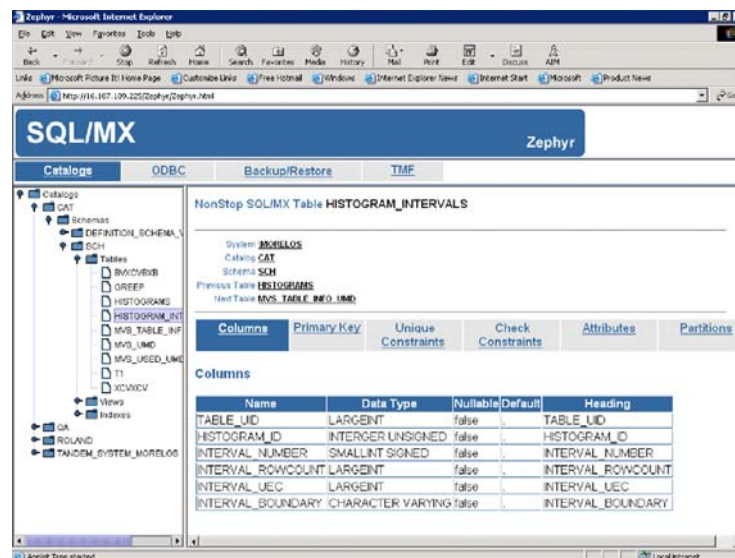 Zephyr - Microsoft Internet Explorer
File Edit View Favorites Tools Help
Back Forward Stop Refresh Home Search Favorites Media History Mail Print Edit Discuss AIM
Links Microsoft Picture It! Home Page Customize Links Free Hotmail Windows Internet Explorer News Internet Start Microsoft Product News
Address http://16.107.109.225/Zephyr/Zephyr.html Go
SQL/MX
Zephyr
Catalogs ODBC Backup/Restore TMF
Catalogs
CAT
Schemas
DEFINITION_SCHEMA_V
SCH
Tables
BVXCVBXB
OREEP
HISTOGRAMS
HISTOGRAM_INT
MVS_TABLE_INF
MVS_UMD
MVS_USED_UMD
T1
XCVXCV
Views
Indexes
QA
ROLAND
TANDEM_SYSTEM_MORELOS
NonStop SQL/MX Table HISTOGRAM_INTERVALS
System MORELOS
Catalog CAT
Schema SCH
Previous Table HISTOGRAMS
Next Table MVS_TABLE_INFO_UMD
Columns Primary Key Unique Constraints Check Constraints Attributes Partitions
Columns
Name Data Type Nullable Default Heading
TABLE_UID LARGEINT false , TABLE_UID
HISTOGRAM_ID INTERGER UNSIGNED false , HISTOGRAM_ID
INTERVAL_NUMBER SMALLINT SIGNED false , INTERVAL_NUMBER
INTERVAL_ROWCOUNT LARGEINT false , INTERVAL_ROWCOUNT
INTERVAL_UEC LARGEINT false , INTERVAL_UEC
INTERVAL_BOUNDARY CHARACTER VARYING false , INTERVAL_BOUNDARY
Applet Tree started
Local intranet